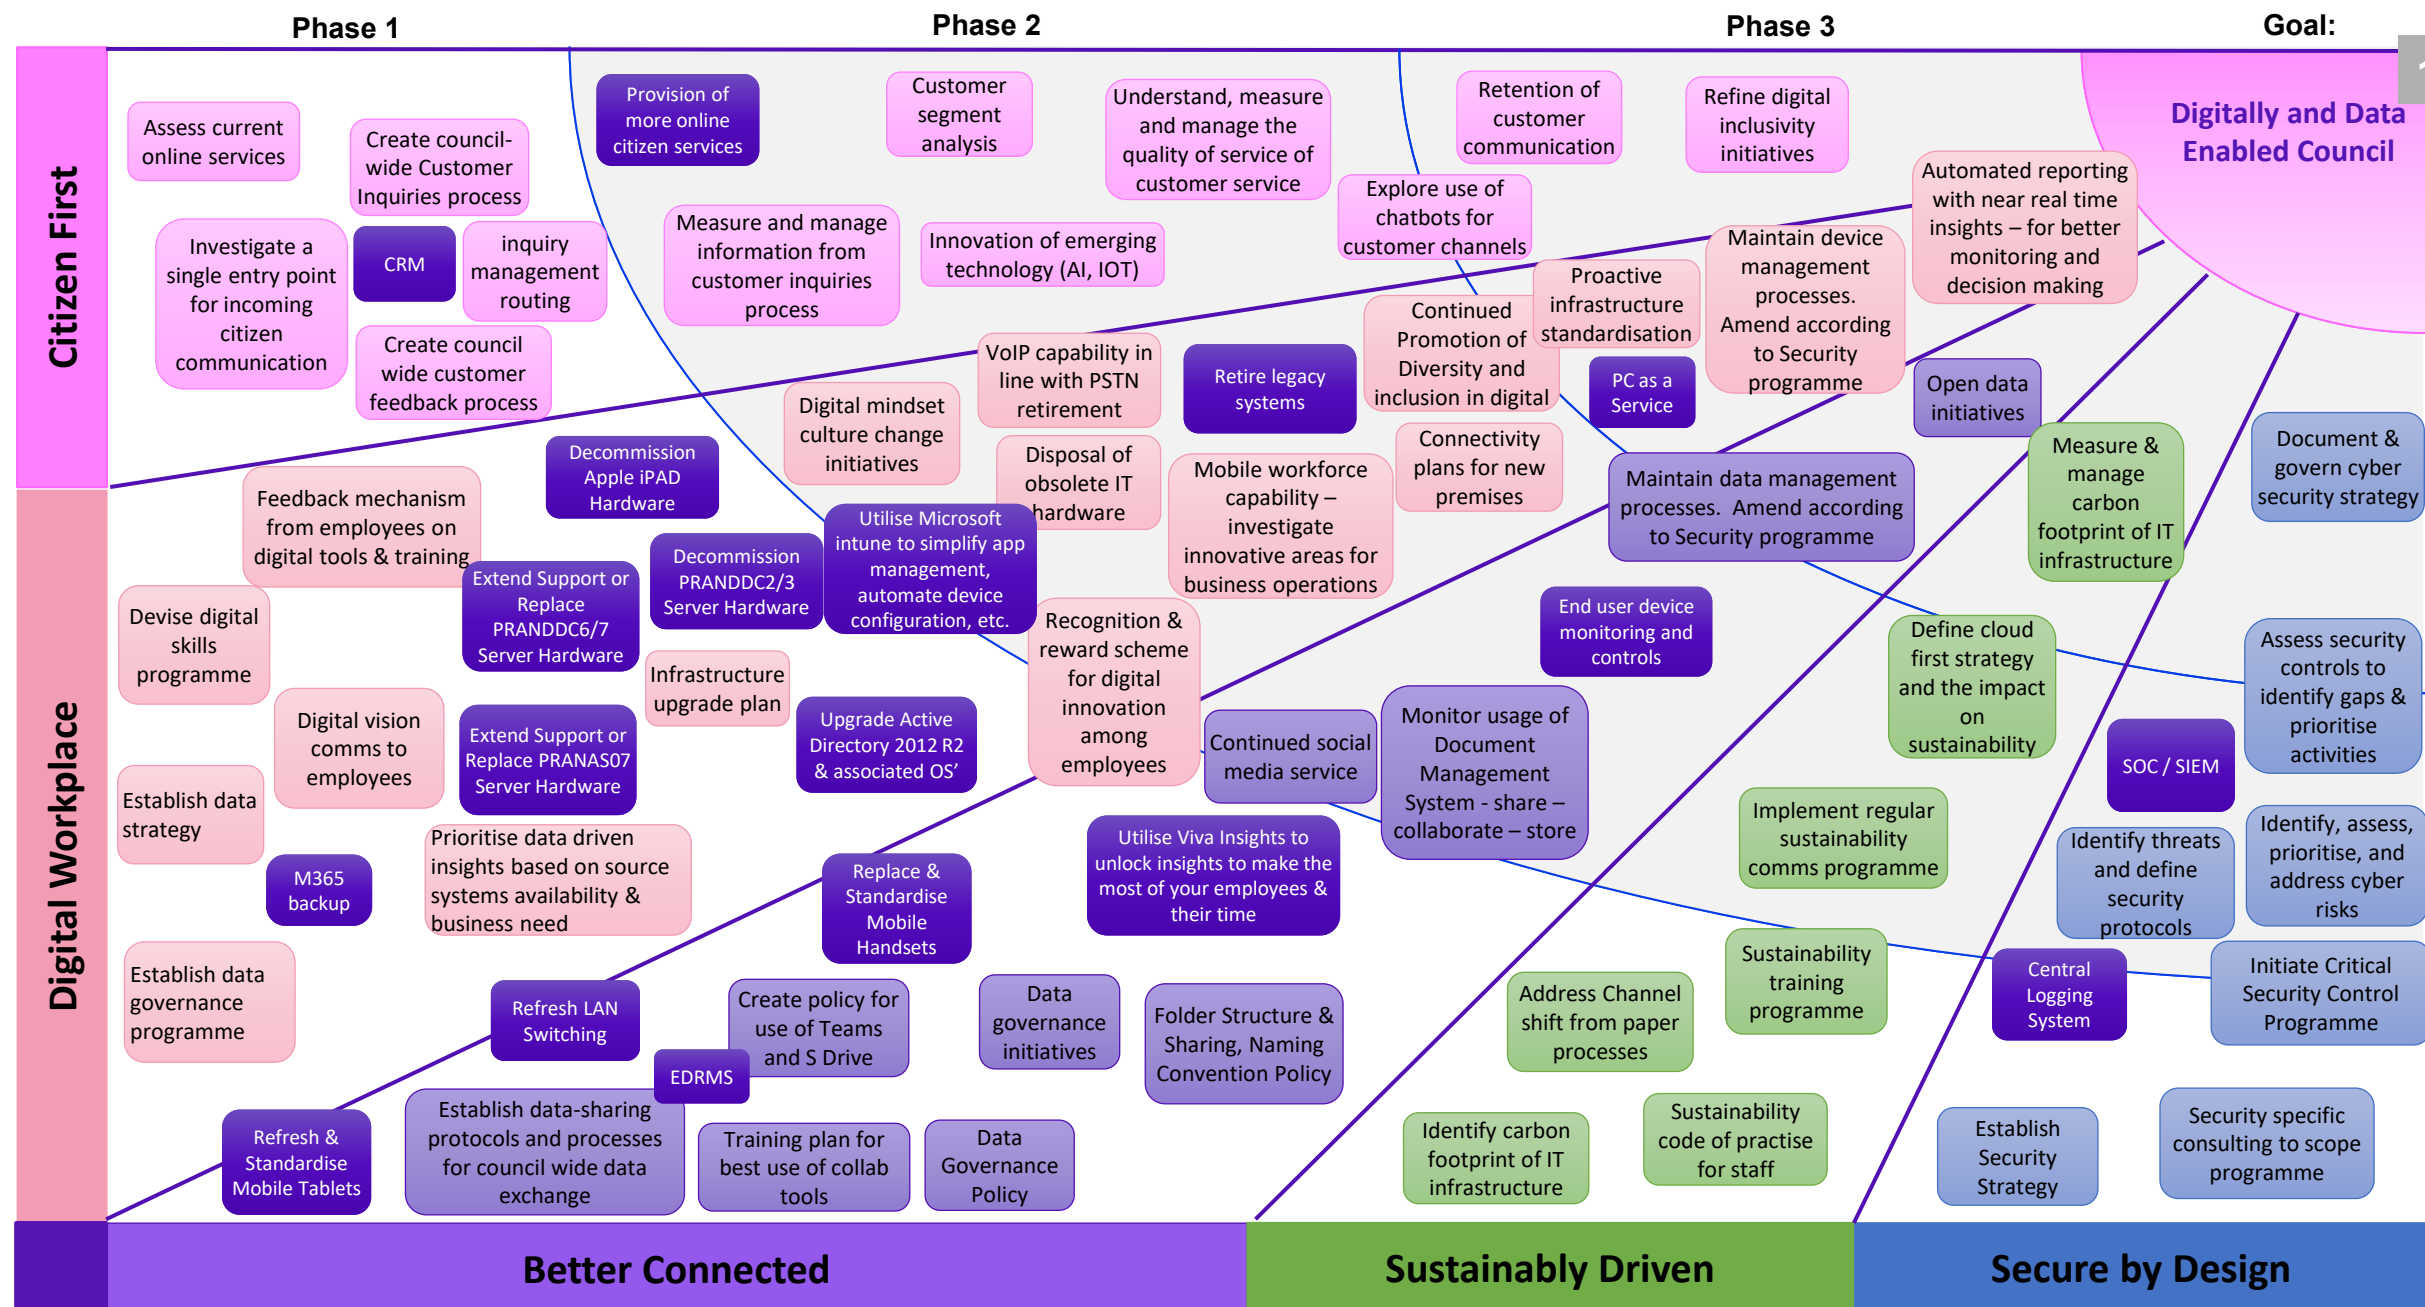 Phase 1
Phase 2
Phase 3
Goal:
Citizen First
Digital Workplace
Better Connected
Sustainably Driven
Secure by Design
Digitally and Data
Enabled Council
Assess current
online services
Create council-
wide Customer
Inquiries process
Investigate a
single entry point
for incoming
citizen
communication
CRM
inquiry
management
routing
Create council
wide customer
feedback process
Provision of
more online
citizen services
Customer
segment
analysis
Understand, measure
and manage the
quality of service of
customer service
Measure and manage
information from
customer inquiries
process
Innovation of emerging
technology (AI, IOT)
Retention of
customer
communication
Refine digital
inclusivity
initiatives
Explore use of
chatbots for
customer channels
Automated reporting
with near real time
insights – for better
monitoring and
decision making
Maintain device
management
processes.
Amend according
to Security
programme
Proactive
infrastructure
standardisation
Continued
Promotion of
Diversity and
inclusion in digital
PC as a
Service
VoIP capability in
line with PSTN
retirement
Retire legacy
systems
Digital mindset
culture change
initiatives
Disposal of
obsolete IT
hardware
Mobile workforce
capability –
investigate
innovative areas for
business operations
Connectivity
plans for new
premises
Decommission
Apple iPAD
Hardware
Feedback mechanism
from employees on
digital tools & training
Extend Support or
Replace
PRANDDC6/7
Server Hardware
Decommission
PRANDDC2/3
Server Hardware
Utilise Microsoft
intune to simplify app
management,
automate device
configuration, etc.
Recognition &
reward scheme
for digital
innovation
among
employees
Devise digital
skills
programme
Digital vision
comms to
employees
Infrastructure
upgrade plan
Extend Support or
Replace PRANAS07
Server Hardware
Upgrade Active
Directory 2012 R2
& associated OS’
Establish data
strategy
M365
backup
Prioritise data driven
insights based on source
systems availability &
business need
Establish data
governance
programme
Open data
initiatives
Maintain data management
processes.  Amend according
to Security programme
End user device
monitoring and
controls
Continued social
media service
Monitor usage of
Document
Management
System - share –
collaborate – store
Utilise Viva Insights to
unlock insights to make the
most of your employees &
their time
Replace &
Standardise
Mobile
Handsets
Refresh LAN
Switching
Create policy for
use of Teams
and S Drive
Data
governance
initiatives
Folder Structure &
Sharing, Naming
Convention Policy
EDRMS
Refresh &
Standardise
Mobile Tablets
Establish data-sharing
protocols and processes
for council wide data
exchange
Training plan for
best use of collab
tools
Data
Governance
Policy
Measure &
manage
carbon
footprint of IT
infrastructure
Define cloud
first strategy
and the impact
on
sustainability
Implement regular
sustainability
comms programme
Sustainability
training
programme
Address Channel
shift from paper
processes
Identify carbon
footprint of IT
infrastructure
Sustainability
code of practise
for staff
Document &
govern cyber
security strategy
Assess security
controls to
identify gaps &
prioritise
activities
SOC / SIEM
Identify threats
and define
security
protocols
Identify, assess,
prioritise, and
address cyber
risks
Central
Logging
System
Initiate Critical
Security Control
Programme
Establish
Security
Strategy
Security specific
consulting to scope
programme